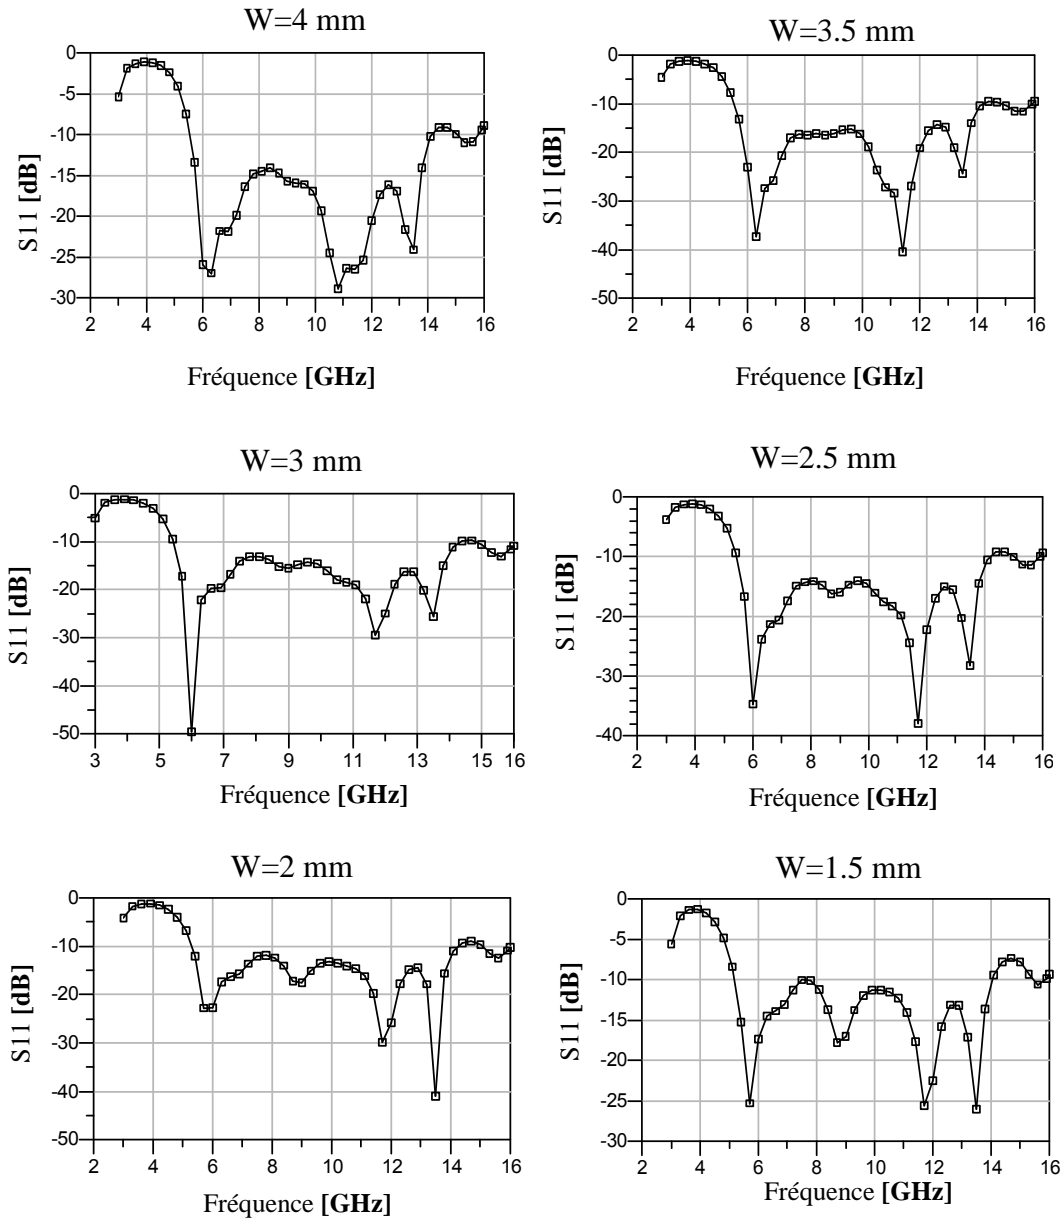 W=4 mm
0
-5
-10
-15
-20
-25
-30
S11 [dB]
2 4 6 8 10 12 14 16
Fréquence [GHz]
W=3.5 mm
0
-10
-20
-30
-40
-50
S11 [dB]
2 4 6 8 10 12 14 16
Fréquence [GHz]
W=3 mm
0
-10
-20
-30
-40
-50
S11 [dB]
3 5 7 9 11 13 15 16
Fréquence [GHz]
W=2.5 mm
0
-10
-20
-30
-40
S11 [dB]
2 4 6 8 10 12 14 16
Fréquence [GHz]
W=2 mm
0
-10
-20
-30
-40
-50
S11 [dB]
2 4 6 8 10 12 14 16
Fréquence [GHz]
W=1.5 mm
0
-5
-10
-15
-20
-25
-30
S11 [dB]
2 4 6 8 10 12 14 16
Fréquence [GHz]